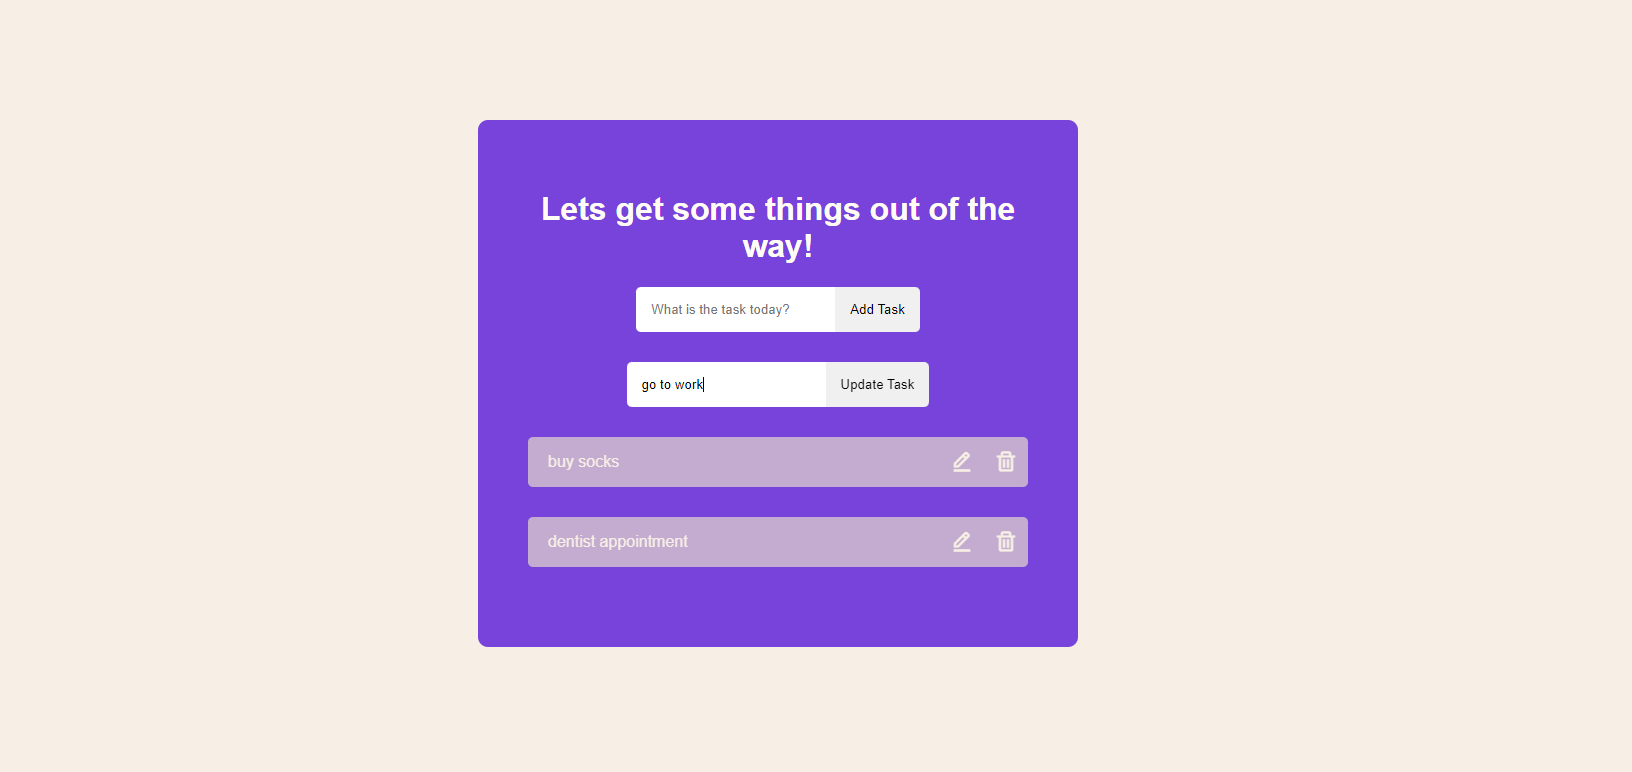 Lets get some things out of the
way!
What is the task today? Add Task
go to work Update Task
buy socks
dentist appointment